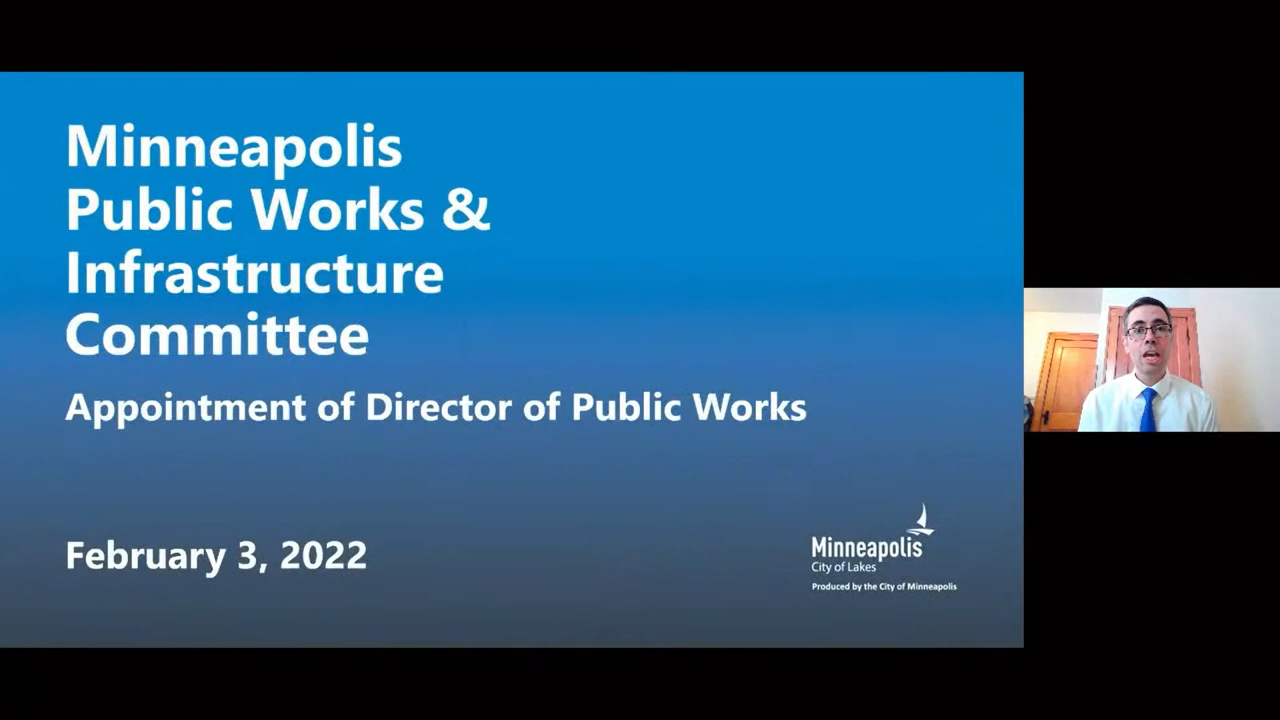 Minneapolis
Public Works &
Infrastructure
Committee
Appointment of Director of Public Works
February 3, 2022
Minneapolis
City of Lakes
Produced by the City of Minneapolis